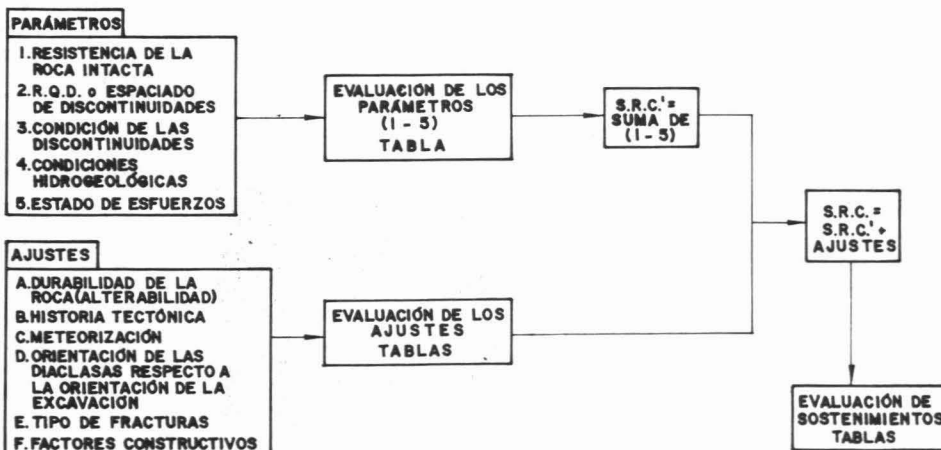 PARÁMETROS
1.RESISTENCIA DE LA
ROCA INTACTA
2.R.Q.D. o ESPACIADO
DE DISCONTINUIDADES
3.CONDICIÓN DE LAS
DISCONTINUIDADES
4.CONDICIONES
HIDROGEOLÓGICAS
5.ESTADO DE ESFUERZOS
EVALUACIÓN DE LOS
PARÁMETROS
(1 - 5)
TABLA
S.R.C.' =
SUMA DE
(1 - 5)
AJUSTES
A.DURABILIDAD DE LA
ROCA(ALTERABILIDAD)
B.HISTORIA TECTÓNICA
C.METEORIZACIÓN
D.ORIENTACIÓN DE LAS
DIACLASAS RESPECTO A
LA ORIENTACIÓN DE LA
EXCAVACIÓN
E.TIPO DE FRACTURAS
F.FACTORES CONSTRUCTIVOS
EVALUACIÓN DE LOS
AJUSTES
TABLAS
S.R.C. =
S.R.C.' +
AJUSTES
EVALUACIÓN DE
SOSTENIMIENTOS
TABLAS